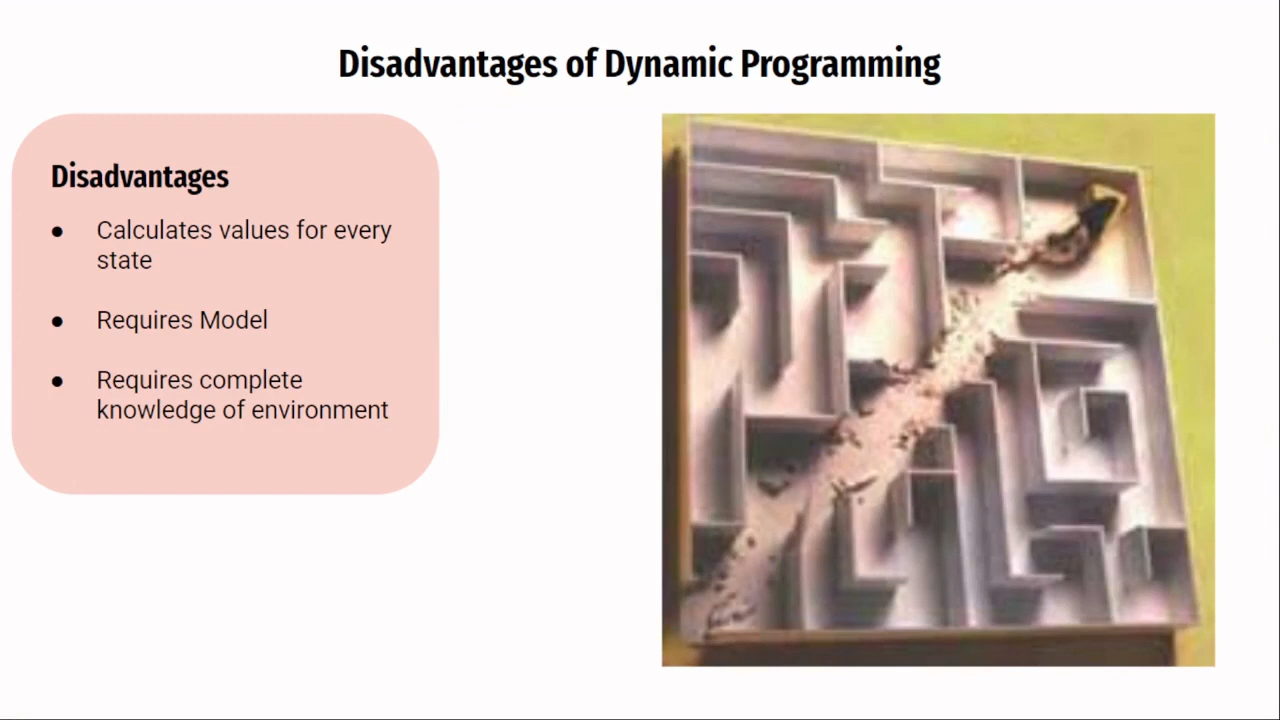 Disadvantages of Dynamic Programming
Disadvantages
● Calculates values for every
state
● Requires Model
● Requires complete
knowledge of environment